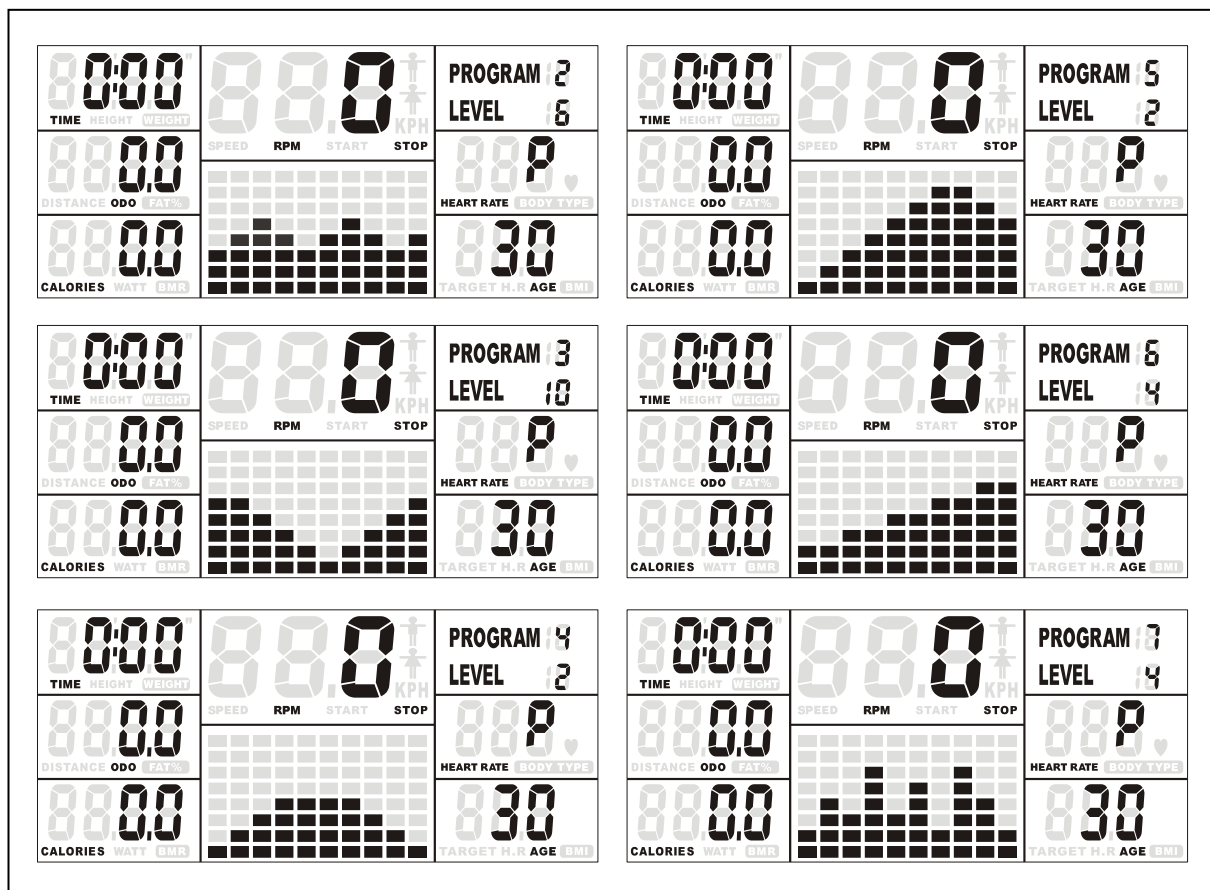 0:00
TIME HEIGHT WEIGHT
0.0
DISTANCE ODO FAT%
0.0
CALORIES WATT BMR
0
KPH
SPEED RPM START STOP
PROGRAM 2
LEVEL 6
P
HEART RATE BODY TYPE
30
TARGET H.R AGE BMI
0:00
TIME HEIGHT WEIGHT
0.0
DISTANCE ODO FAT%
0.0
CALORIES WATT BMR
0
KPH
SPEED RPM START STOP
PROGRAM 3
LEVEL 10
P
HEART RATE BODY TYPE
30
TARGET H.R AGE BMI
0:00
TIME HEIGHT WEIGHT
0.0
DISTANCE ODO FAT%
0.0
CALORIES WATT BMR
0
KPH
SPEED RPM START STOP
PROGRAM 4
LEVEL 2
P
HEART RATE BODY TYPE
30
TARGET H.R AGE BMI
0:00
TIME HEIGHT WEIGHT
0.0
DISTANCE ODO FAT%
0.0
CALORIES WATT BMR
0
KPH
SPEED RPM START STOP
PROGRAM 5
LEVEL 2
P
HEART RATE BODY TYPE
30
TARGET H.R AGE BMI
0:00
TIME HEIGHT WEIGHT
0.0
DISTANCE ODO FAT%
0.0
CALORIES WATT BMR
0
KPH
SPEED RPM START STOP
PROGRAM 6
LEVEL 4
P
HEART RATE BODY TYPE
30
TARGET H.R AGE BMI
0:00
TIME HEIGHT WEIGHT
0.0
DISTANCE ODO FAT%
0.0
CALORIES WATT BMR
0
KPH
SPEED RPM START STOP
PROGRAM 7
LEVEL 4
P
HEART RATE BODY TYPE
30
TARGET H.R AGE BMI